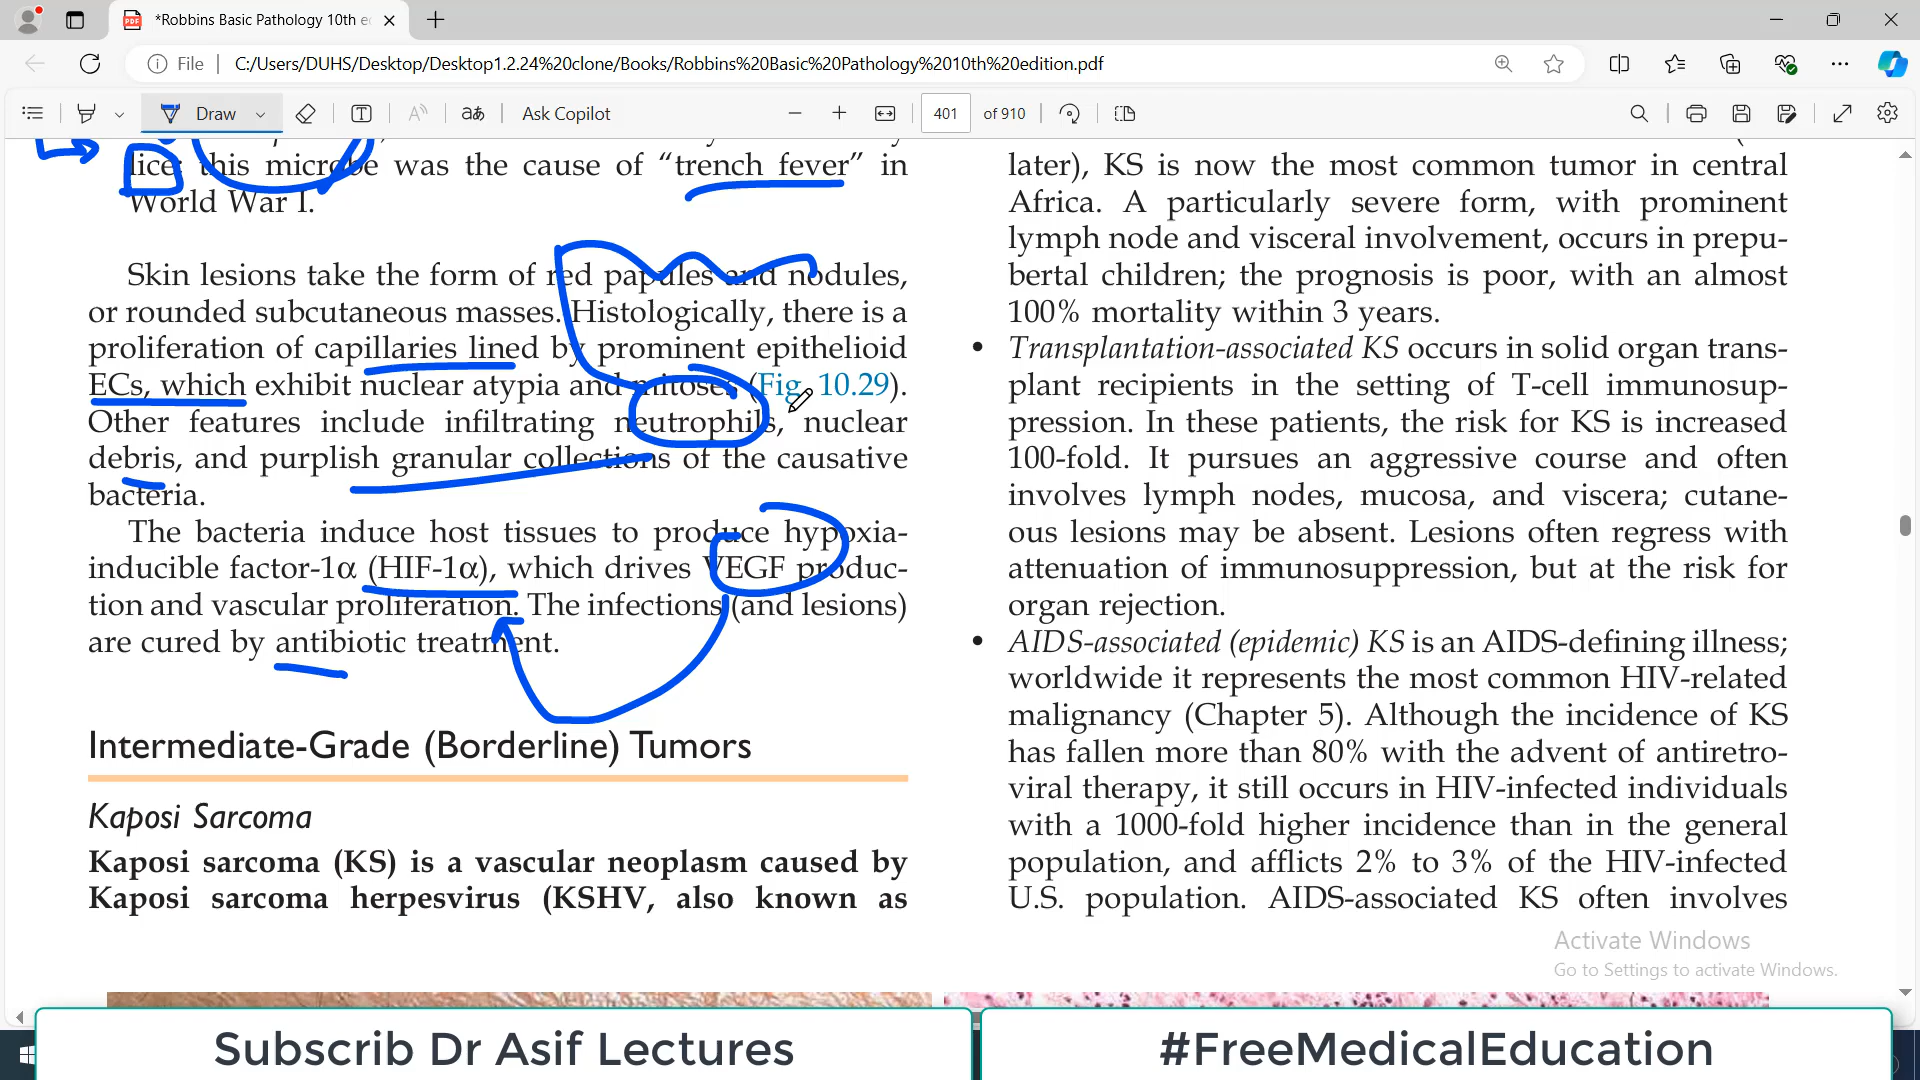 *Robbins Basic Pathology 10th e
File
C:/Users/DUHS/Desktop/Desktop1.2.24%20clone/Books/Robbins%20Basic%20Pathology%2010th%20edition.pdf
Draw
Ask Copilot
401
of 910
lice; this microbe was the cause of “trench fever” in
World War I.
Skin lesions take the form of red papules and nodules,
or rounded subcutaneous masses. Histologically, there is a
proliferation of capillaries lined by prominent epithelioid
ECs, which exhibit nuclear atypia and mitoses (Fig. 10.29).
Other features include infiltrating neutrophils, nuclear
debris, and purplish granular collections of the causative
bacteria.
The bacteria induce host tissues to produce hypoxia-
inducible factor-1α (HIF-1α), which drives VEGF produc-
tion and vascular proliferation. The infections (and lesions)
are cured by antibiotic treatment.
Intermediate-Grade (Borderline) Tumors
Kaposi Sarcoma
Kaposi sarcoma (KS) is a vascular neoplasm caused by
Kaposi sarcoma herpesvirus (KSHV, also known as
later), KS is now the most common tumor in central
Africa. A particularly severe form, with prominent
lymph node and visceral involvement, occurs in prepu-
bertal children; the prognosis is poor, with an almost
100% mortality within 3 years.
• Transplantation-associated KS occurs in solid organ trans-
plant recipients in the setting of T-cell immunosup-
pression. In these patients, the risk for KS is increased
100-fold. It pursues an aggressive course and often
involves lymph nodes, mucosa, and viscera; cutane-
ous lesions may be absent. Lesions often regress with
attenuation of immunosuppression, but at the risk for
organ rejection.
• AIDS-associated (epidemic) KS is an AIDS-defining illness;
worldwide it represents the most common HIV-related
malignancy (Chapter 5). Although the incidence of KS
has fallen more than 80% with the advent of antiretro-
viral therapy, it still occurs in HIV-infected individuals
with a 1000-fold higher incidence than in the general
population, and afflicts 2% to 3% of the HIV-infected
U.S. population. AIDS-associated KS often involves
Activate Windows
Go to Settings to activate Windows.
Subscrib Dr Asif Lectures
#FreeMedicalEducation